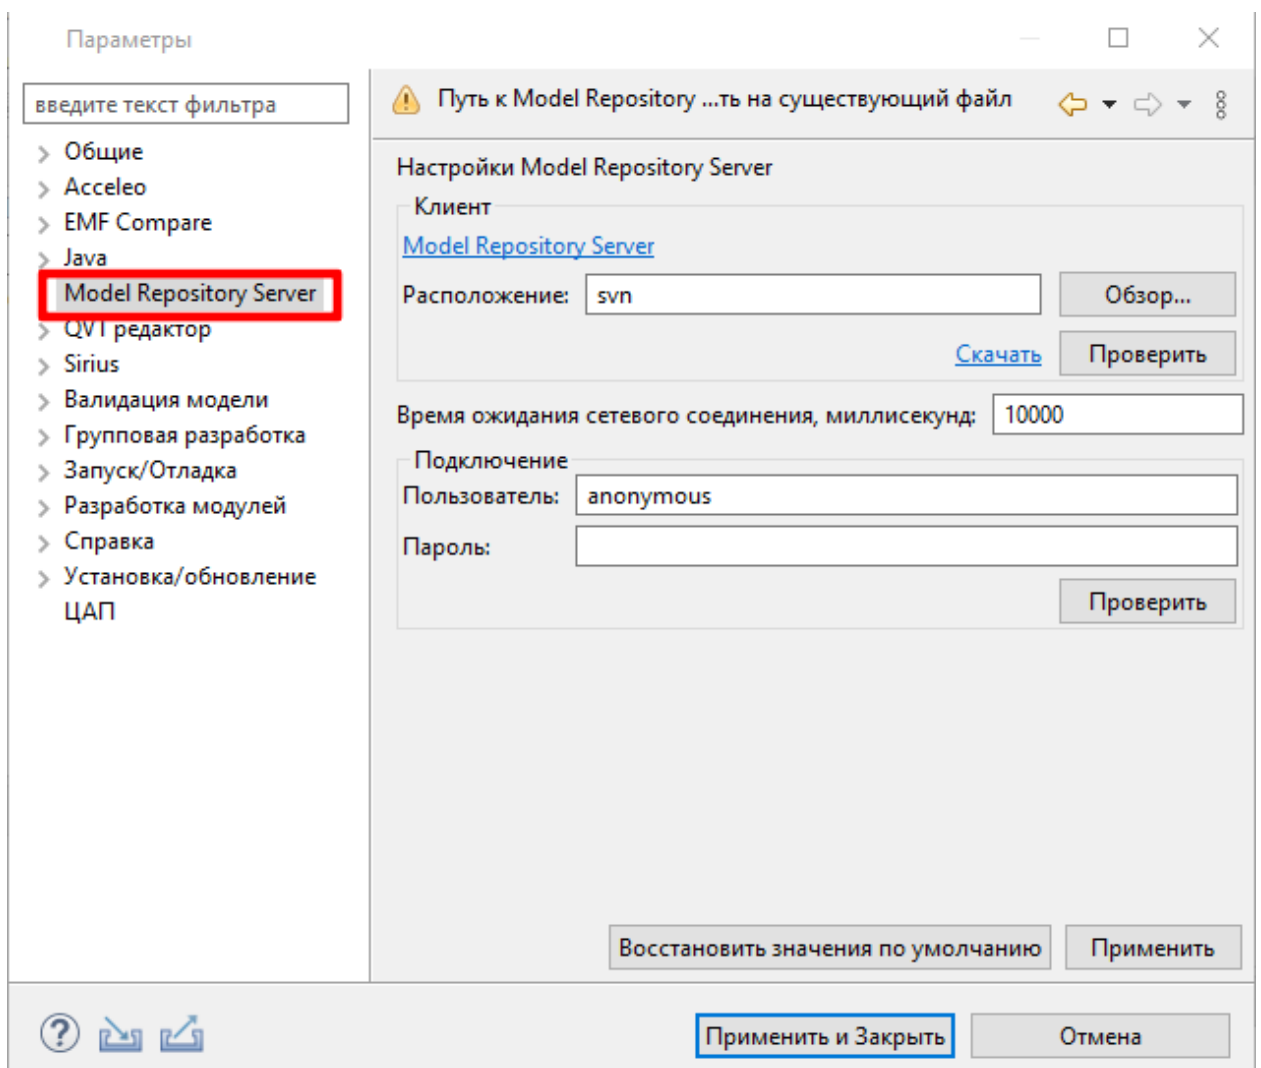 Параметры
введите текст фильтра
Общие
Acceleo
EMF Compare
Java
Model Repository Server
QVT редактор
Sirius
Валидация модели
Групповая разработка
Запуск/Отладка
Разработка модулей
Справка
Установка/обновление
ЦАП
Путь к Model Repository ...ть на существующий файл
Настройки Model Repository Server
Клиент
Model Repository Server
Расположение: svn Обзор...
Скачать Проверить
Время ожидания сетевого соединения, миллисекунд: 10000
Подключение
Пользователь: anonymous
Пароль:
Проверить
Восстановить значения по умолчанию Применить
Применить и Закрыть Отмена